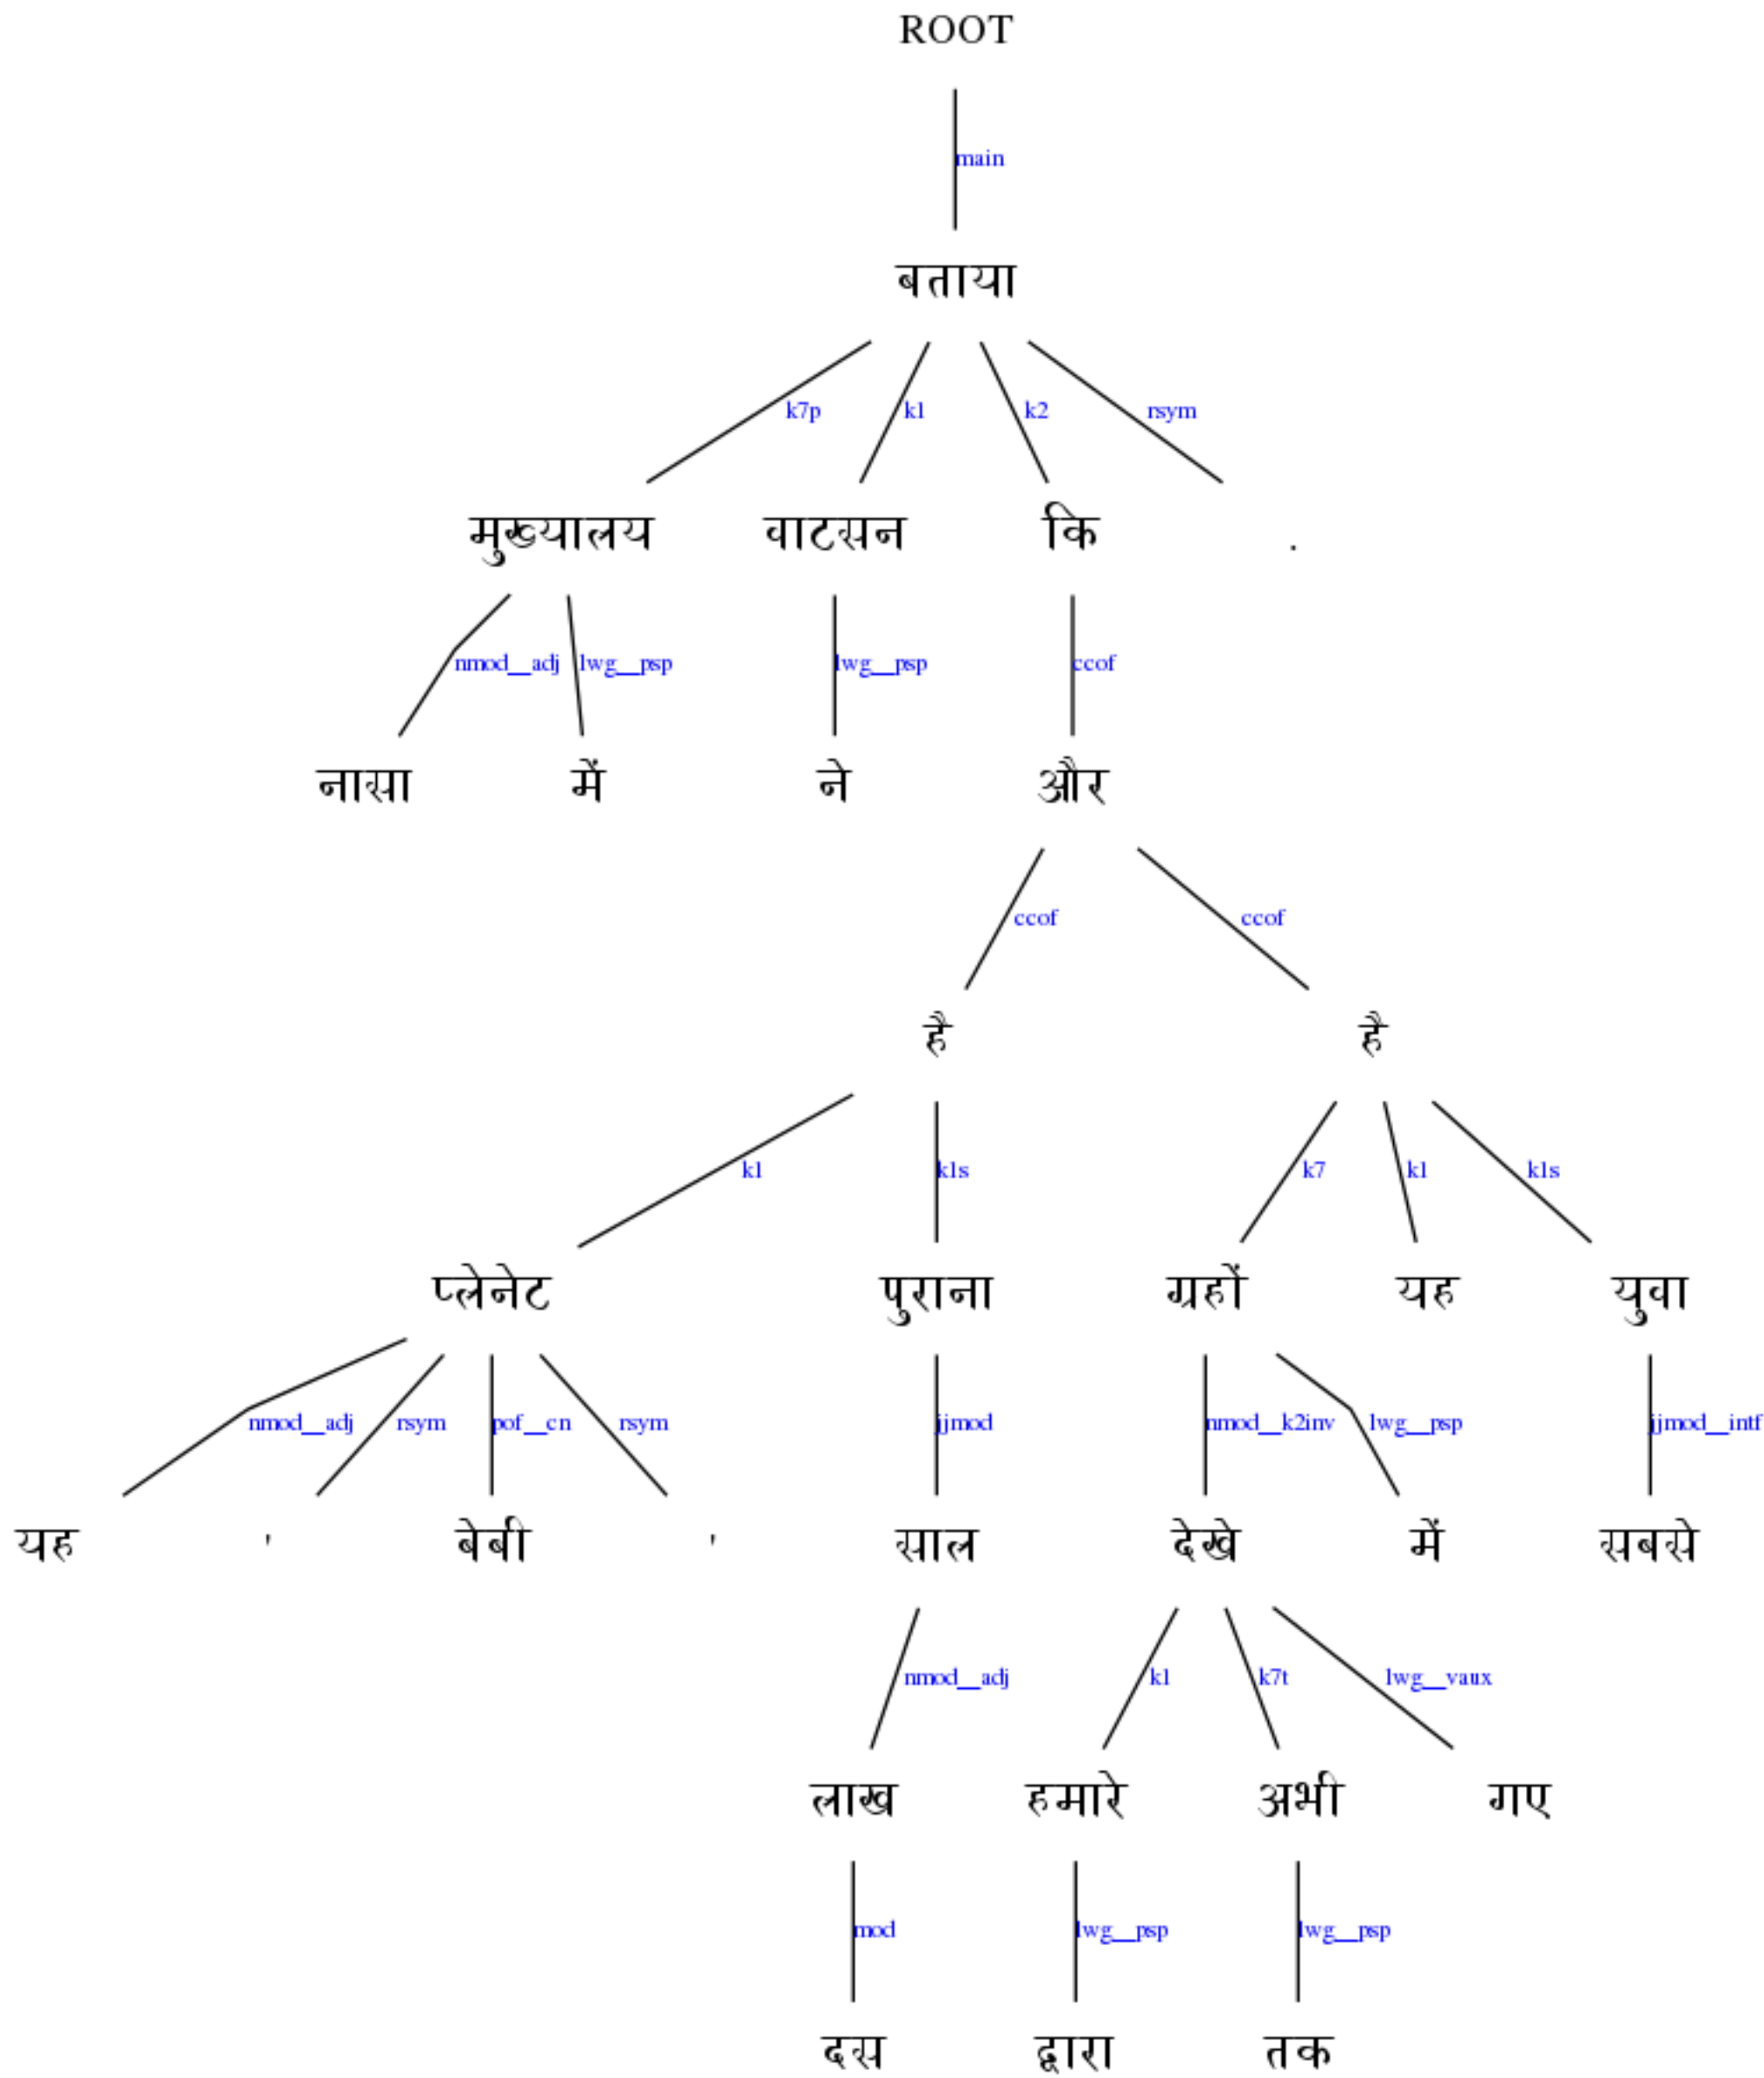 ROOT
main
बताया
k7p k1 k2 rsym
मुख्यालय वाटसन कि .
nmod__adj lwg__psp lwg__psp ccof
नासा में ने और
ccof ccof
है है
k1 k1s k7 k1 k1s
प्लेनेट पुराना ग्रहों यह युवा
nmod__adj rsym pof__cn rsym jjmod nmod__k2inv lwg__psp jjmod__intf
यह ' बेबी ' साल देखे में सबसे
nmod__adj k1 k7t lwg__vaux
लाख हमारे अभी गए
mod lwg__psp lwg__psp
दस द्वारा तक